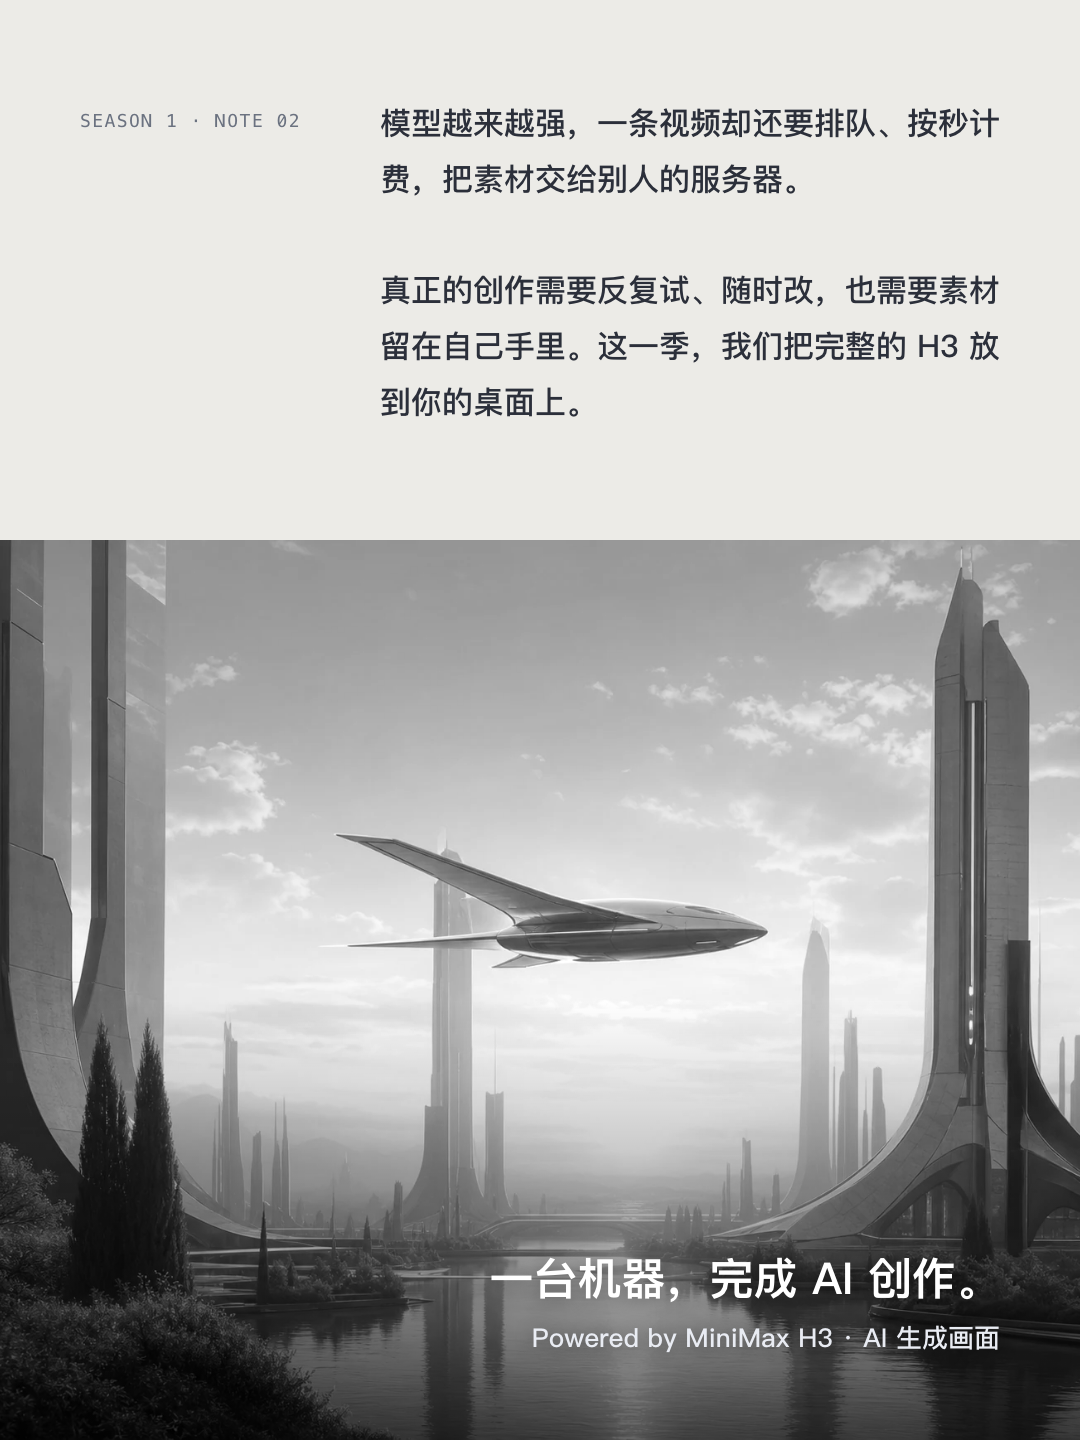 SEASON 1 · NOTE 02
模型越来越强，一条视频却还要排队、按秒计
费，把素材交给别人的服务器。
真正的创作需要反复试、随时改，也需要素材
留在自己手里。这一季，我们把完整的 H3 放
到你的桌面上。
一台机器，完成 AI 创作。
Powered by MiniMax H3 · AI 生成画面